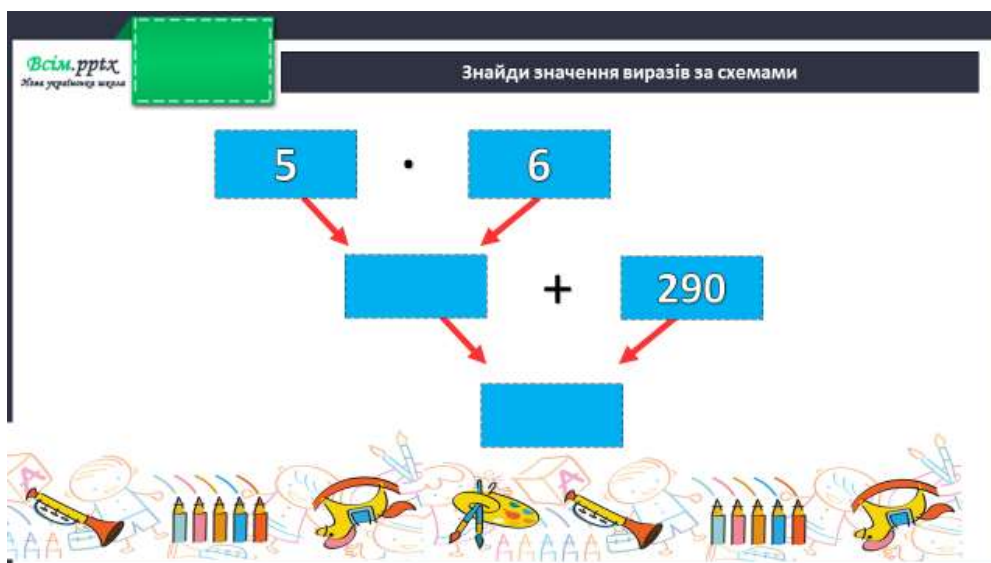 Всім.pptx
Нова українська школа
Знайди значення виразів за схемами
5 · 6
+ 290